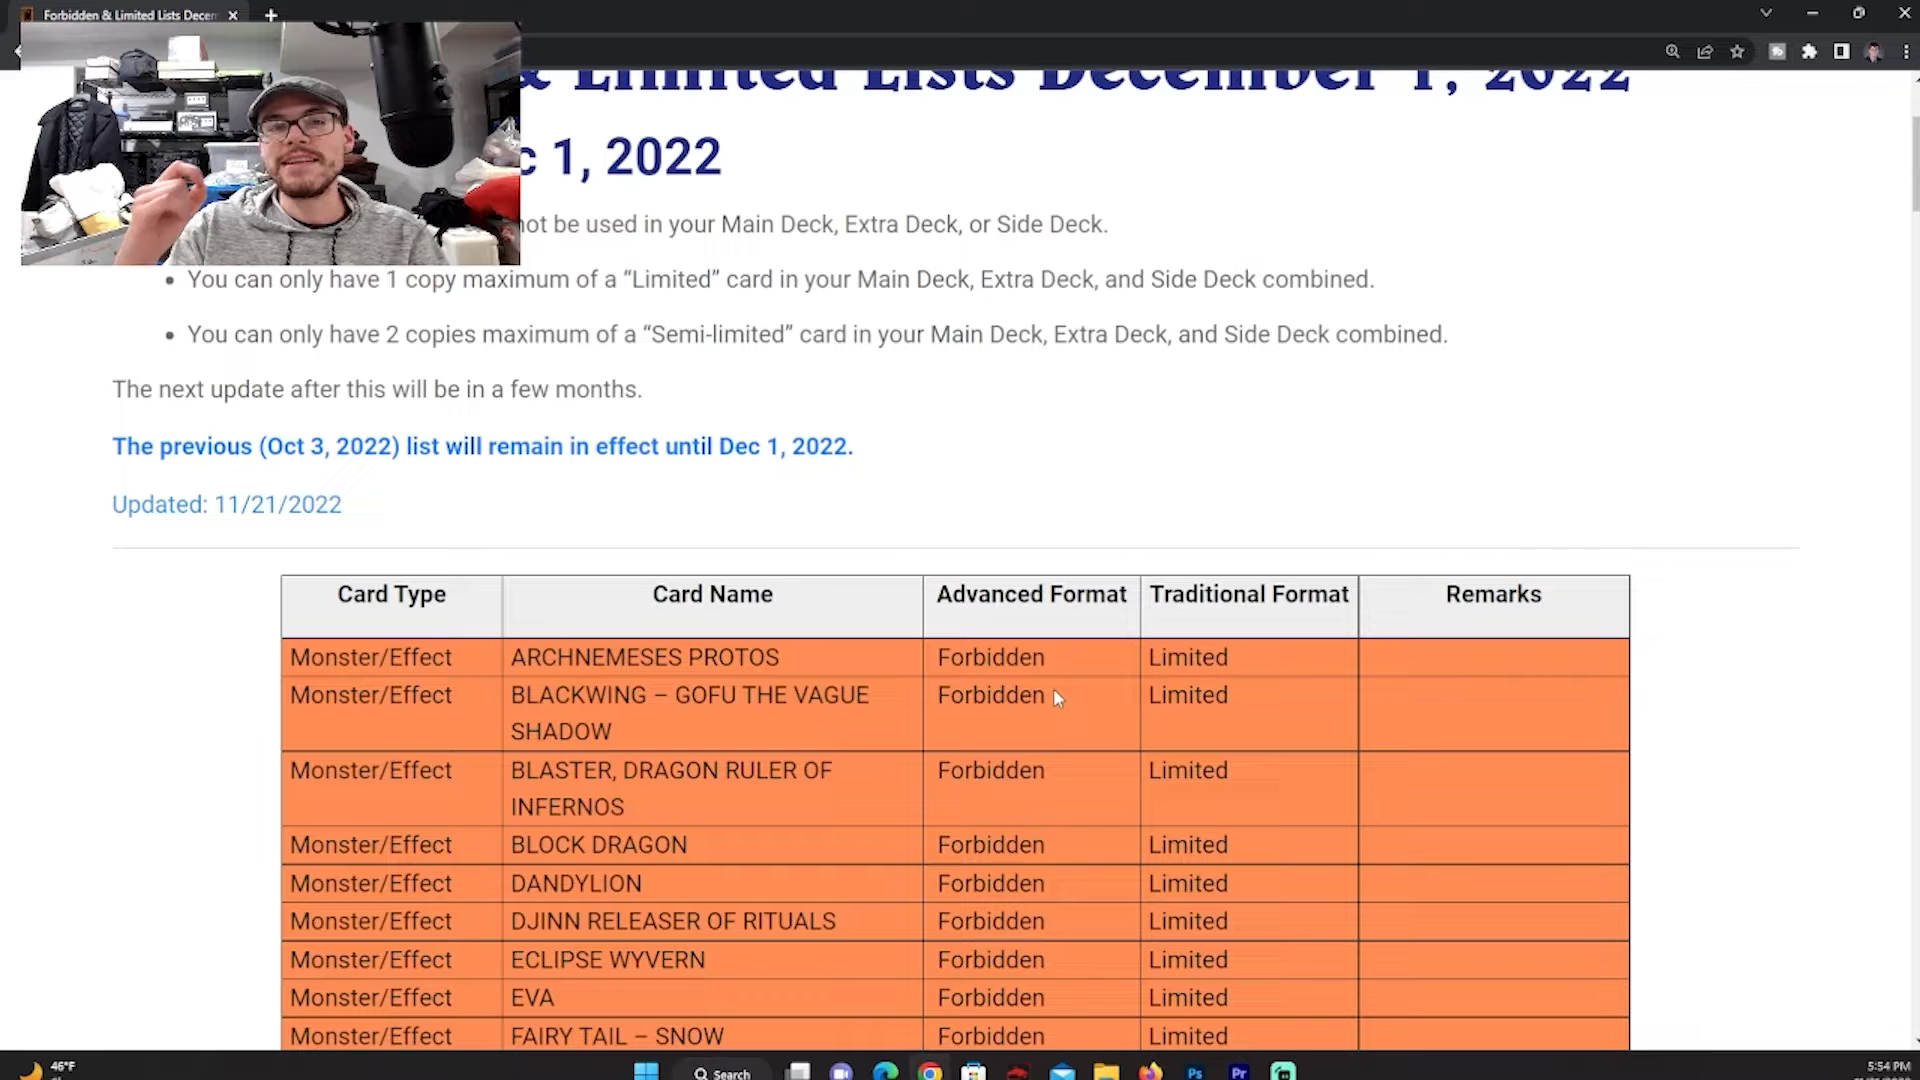 Forbidden & Limited Lists Decem
& Limited Lists December 1, 2022
c 1, 2022
not be used in your Main Deck, Extra Deck, or Side Deck.
• You can only have 1 copy maximum of a “Limited” card in your Main Deck, Extra Deck, and Side Deck combined.
• You can only have 2 copies maximum of a “Semi-limited” card in your Main Deck, Extra Deck, and Side Deck combined.
The next update after this will be in a few months.
The previous (Oct 3, 2022) list will remain in effect until Dec 1, 2022.
Updated: 11/21/2022
Card Type Card Name Advanced Format Traditional Format Remarks
Monster/Effect ARCHNEMESES PROTOS Forbidden Limited
Monster/Effect BLACKWING – GOFU THE VAGUE Forbidden Limited
SHADOW
Monster/Effect BLASTER, DRAGON RULER OF Forbidden Limited
INFERNOS
Monster/Effect BLOCK DRAGON Forbidden Limited
Monster/Effect DANDYLION Forbidden Limited
Monster/Effect DJINN RELEASER OF RITUALS Forbidden Limited
Monster/Effect ECLIPSE WYVERN Forbidden Limited
Monster/Effect EVA Forbidden Limited
Monster/Effect FAIRY TAIL – SNOW Forbidden Limited
46°F
Search
Ps
Pr
5:54 PM